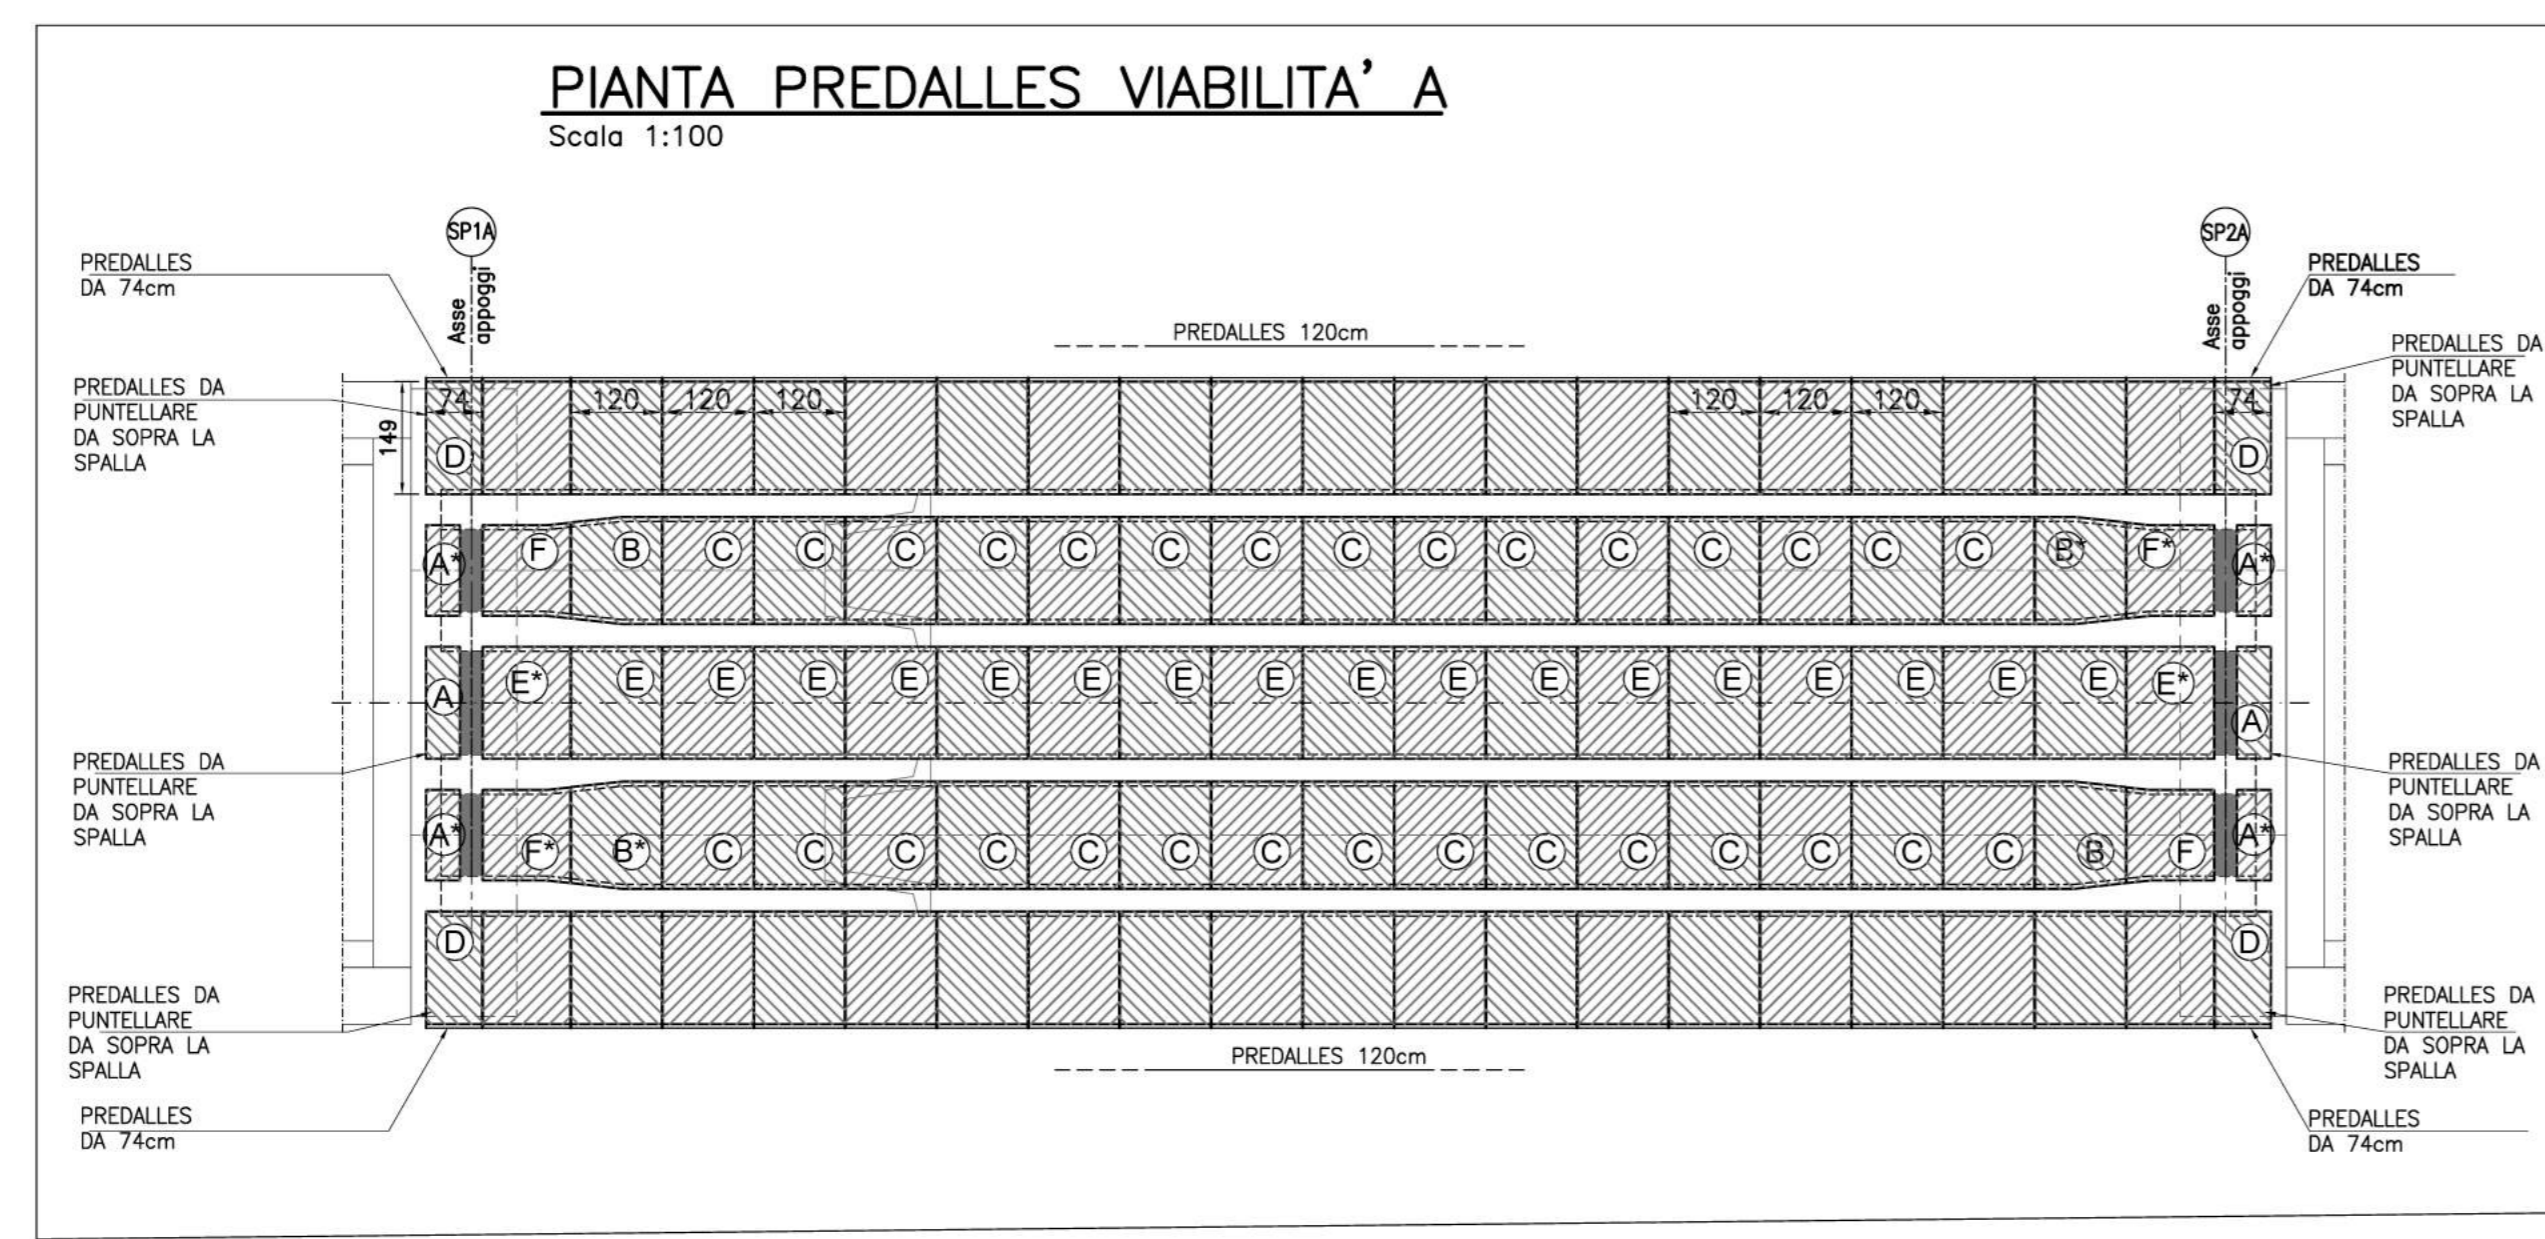 PIANTA PREDALLES VIABILITA' A
Scala 1:100
SP1A
SP2A
Asse
appoggi
Asse
appoggi
PREDALLES
DA 74cm
PREDALLES
DA 74cm
PREDALLES 120cm
PREDALLES DA
PUNTELLARE
DA SOPRA LA
SPALLA
PREDALLES DA
PUNTELLARE
DA SOPRA LA
SPALLA
149
74 120 120 120 120 120 120 74
D D
A* F B C C C C C C C C C C C C C C C B* F* A*
A E* E E E E E E E E E E E E E E E E E E* A
PREDALLES DA
PUNTELLARE
DA SOPRA LA
SPALLA
PREDALLES DA
PUNTELLARE
DA SOPRA LA
SPALLA
A* F* B* C C C C C C C C C C C C C C C B F A*
D D
PREDALLES DA
PUNTELLARE
DA SOPRA LA
SPALLA
PREDALLES DA
PUNTELLARE
DA SOPRA LA
SPALLA
PREDALLES 120cm
PREDALLES
DA 74cm
PREDALLES
DA 74cm